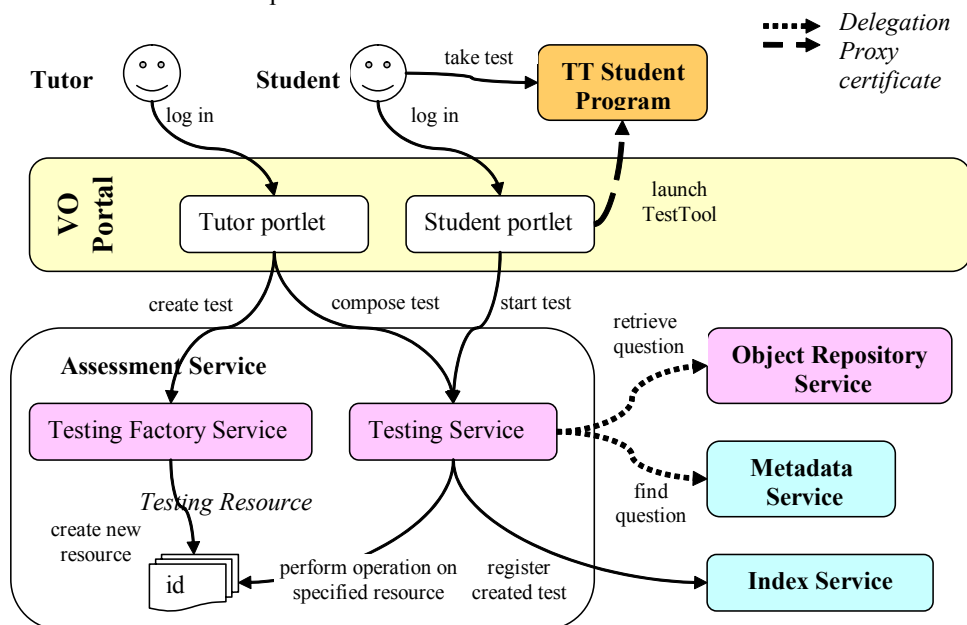 Delegation
Proxy
certificate
Tutor
Student
take test
TT Student
Program
log in
log in
launch
TestTool
VO
Portal
Tutor portlet
Student portlet
create test
compose test
start test
retrieve
question
Assessment Service
Object Repository
Service
Testing Factory Service
Testing Service
Metadata
Service
find
question
Testing Resource
create new
resource
id
perform operation on
specified resource
register
created test
Index Service